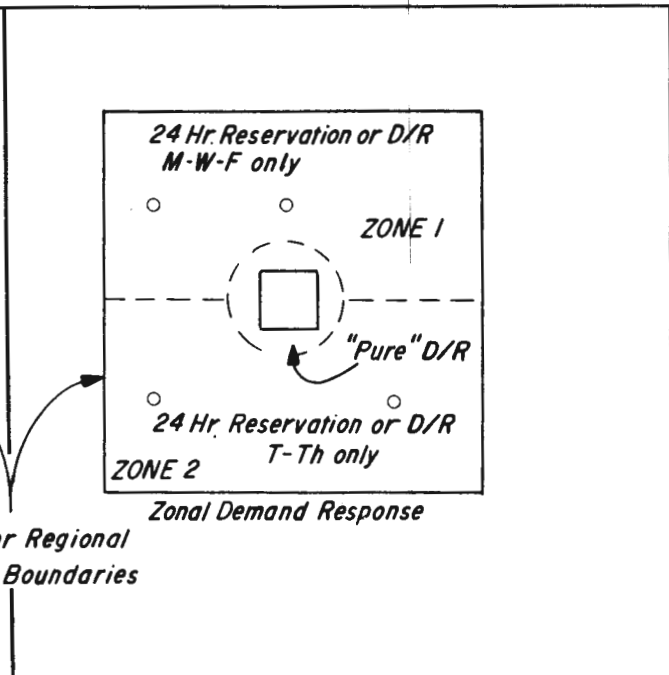 24 Hr. Reservation or D/R
M-W-F only
ZONE 1
"Pure" D/R
24 Hr. Reservation or D/R
T-Th only
ZONE 2
Zonal Demand Response
Regional
Boundaries